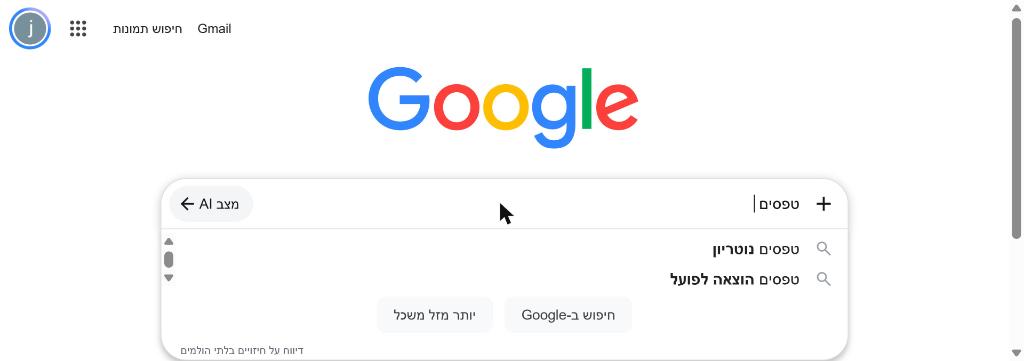 Gmail חיפוש תמונות j
Google
טפסים
מצב AI
טפסים נוטריון
טפסים הוצאה לפועל
חיפוש ב-Google
יותר מזל משכל
דיווח על חיזויים בלתי הולמים